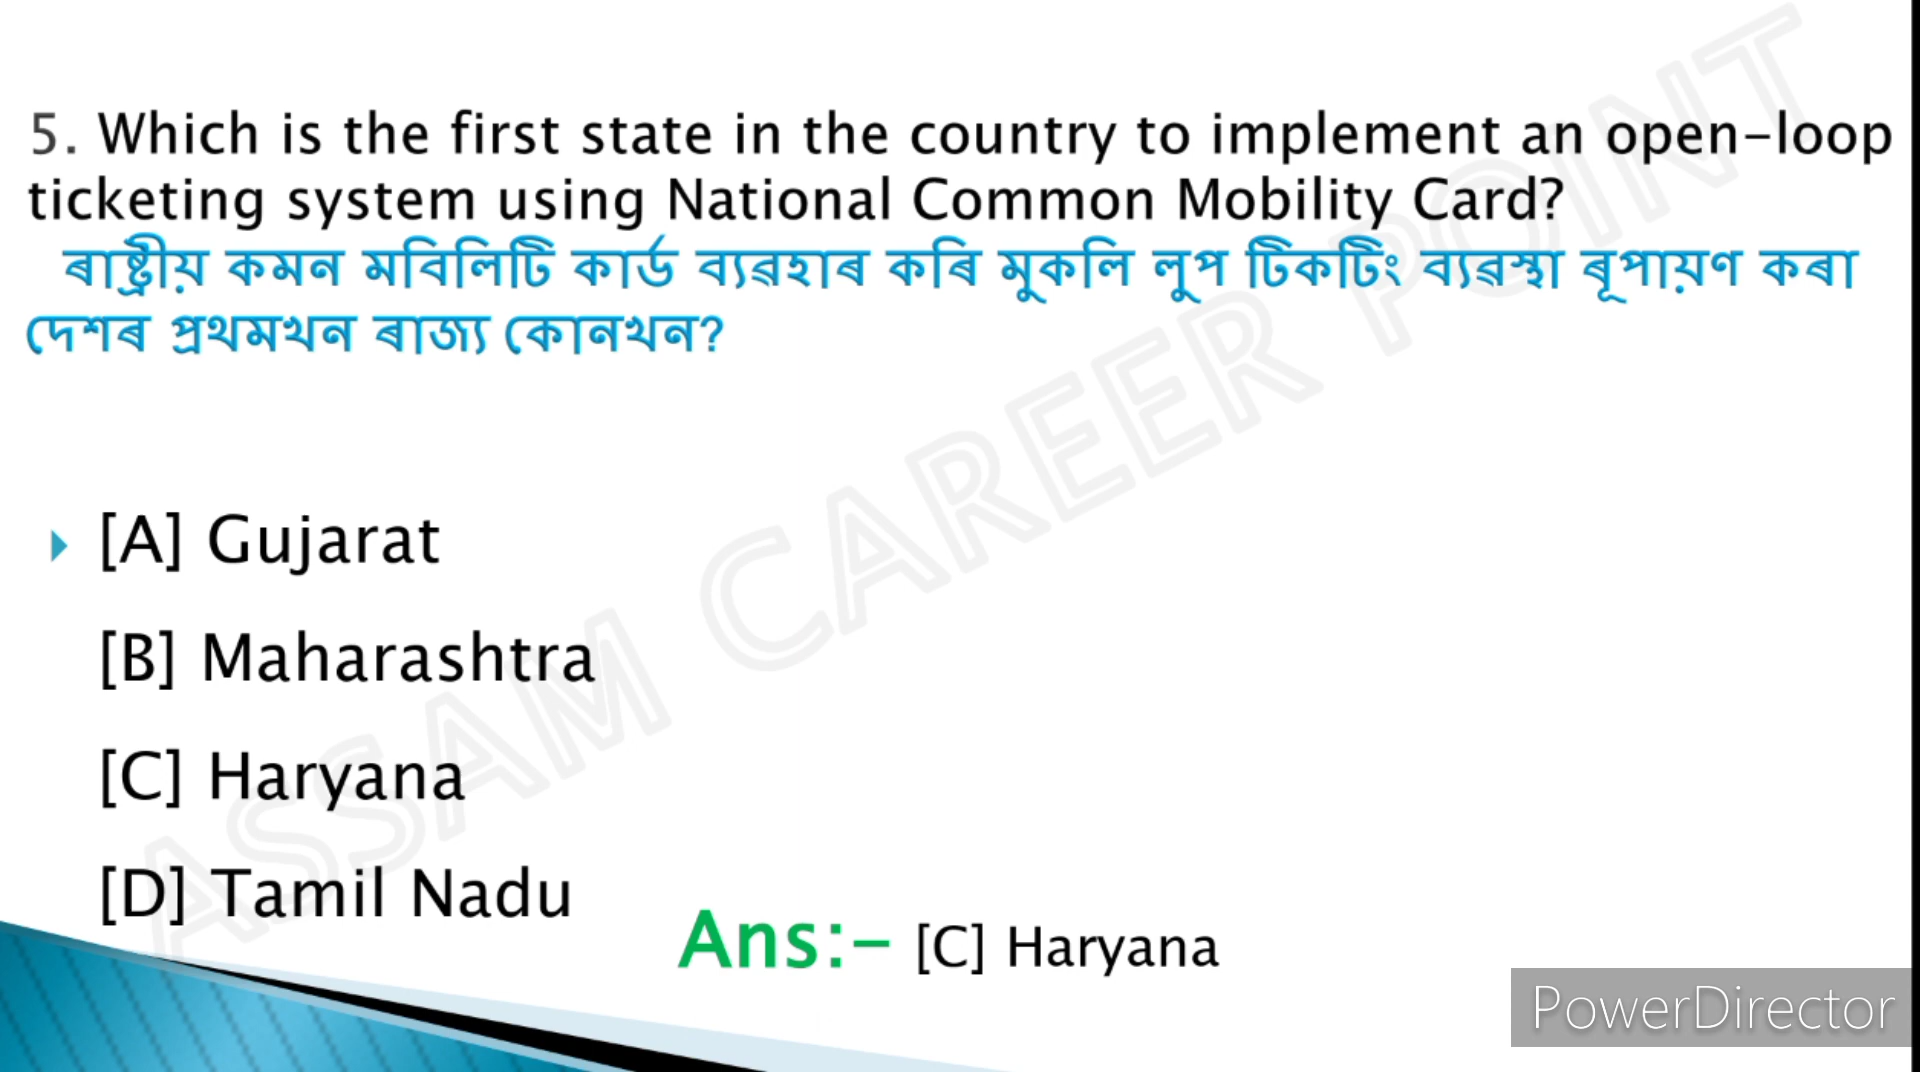 5. Which is the first state in the country to implement an open-loop
ticketing system using National Common Mobility Card?
ৰাষ্ট্ৰীয় কমন মবিলিটি কাৰ্ড ব্যৱহাৰ কৰি মুকলি লুপ টিকটিং ব্যৱস্থা ৰূপায়ণ কৰা
দেশৰ প্ৰথমখন ৰাজ্য কোনখন?
[A] Gujarat
[B] Maharashtra
[C] Haryana
[D] Tamil Nadu
Ans:- [C] Haryana
ASSAM CAREER POINT
PowerDirector